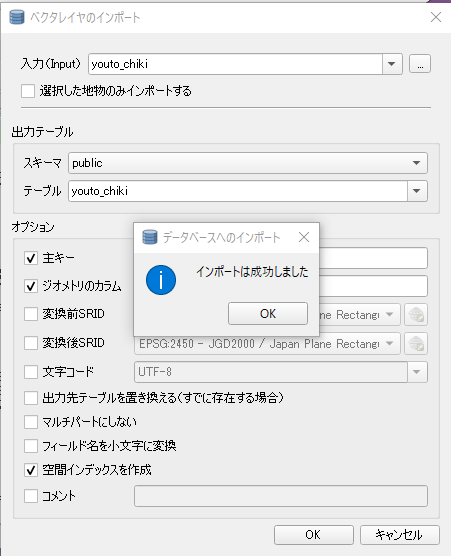 ベクタレイヤのインポート
入力(Input) youto_chiki
...
選択した地物のみインポートする
出力テーブル
スキーマ public
テーブル youto_chiki
オプション
データベースへのインポート
インポートは成功しました
OK
主キー
ジオメトリのカラム
変換前SRID ne Rectangu
変換後SRID EPSG:2450 - JGD2000 / Japan Plane Rectangu
文字コード UTF-8
出力先テーブルを置き換える(すでに存在する場合)
マルチパートにしない
フィールド名を小文字に変換
空間インデックスを作成
コメント
OK キャンセル